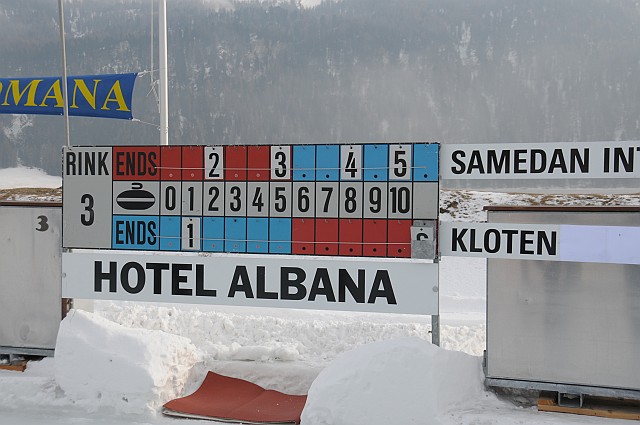 OMANA
RINK 3
ENDS 2 3 4 5
0 1 2 3 4 5 6 7 8 9 10
ENDS 1
SAMEDAN INT
KLOTEN
HOTEL ALBANA
3